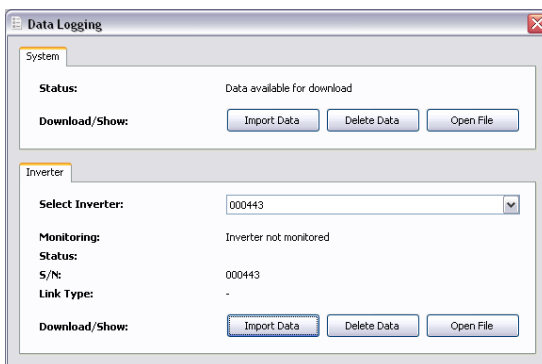 Data Logging
System
Status: Data available for download
Download/Show: Import Data Delete Data Open File
Inverter
Select Inverter: 000443
Monitoring: Inverter not monitored
Status:
S/N: 000443
Link Type: -
Download/Show: Import Data Delete Data Open File